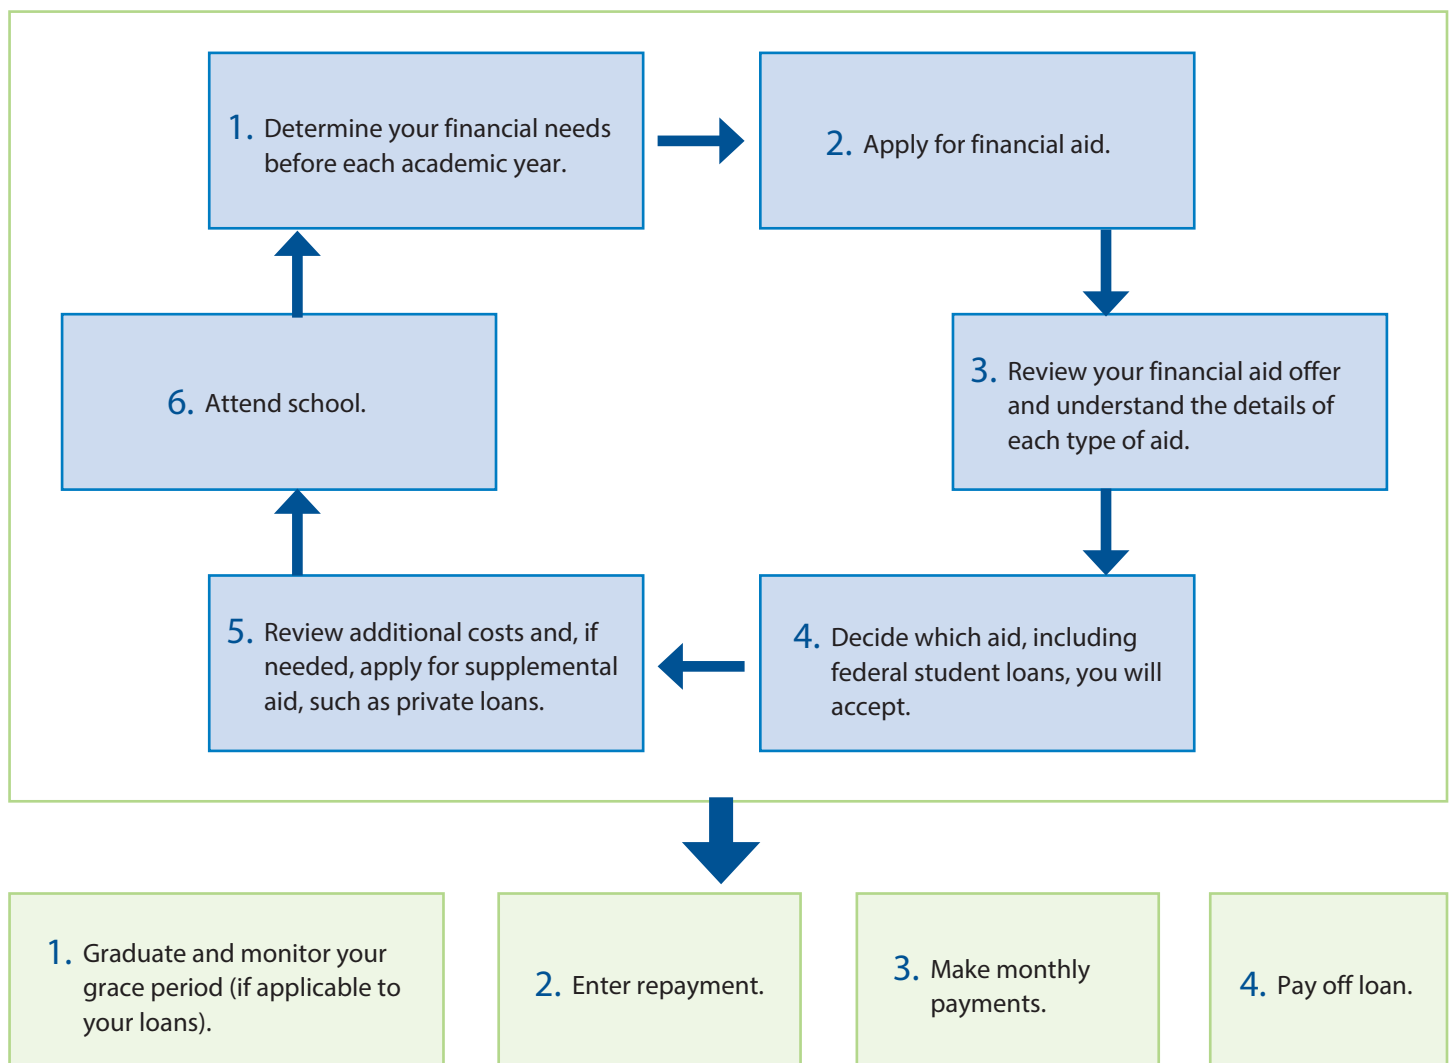 1. Determine your financial needs
before each academic year.
2. Apply for financial aid.
3. Review your financial aid offer
and understand the details of
each type of aid.
4. Decide which aid, including
federal student loans, you will
accept.
5. Review additional costs and, if
needed, apply for supplemental
aid, such as private loans.
6. Attend school.
1. Graduate and monitor your
grace period (if applicable to
your loans).
2. Enter repayment.
3. Make monthly
payments.
4. Pay off loan.